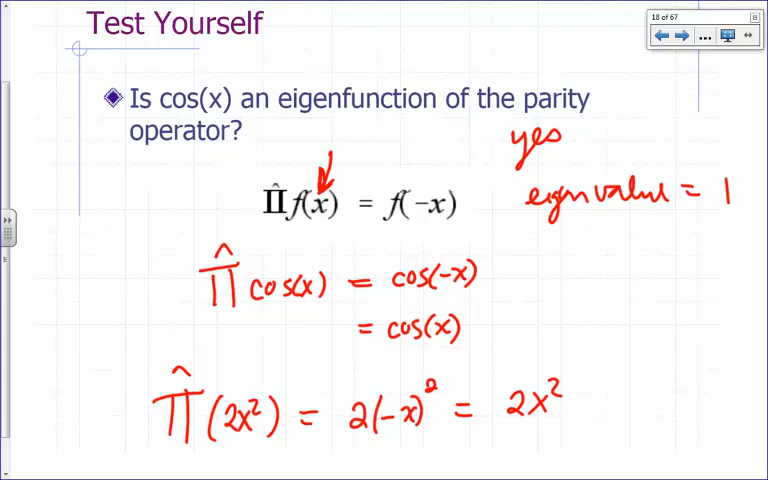 Test Yourself
18 of 67
Is cos(x) an eigenfunction of the parity
operator?
yes
Π̂ f(x) = f(-x)
eigenvalue = 1
Π̂ cos(x) = cos(-x)
= cos(x)
Π̂ (2x²) = 2(-x)² = 2x²